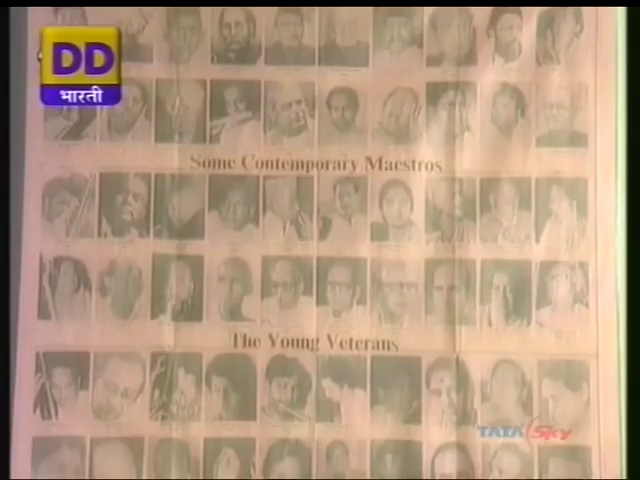 DD
भारती
Some Contemporary Maestros
The Young Veterans
TATA Sky